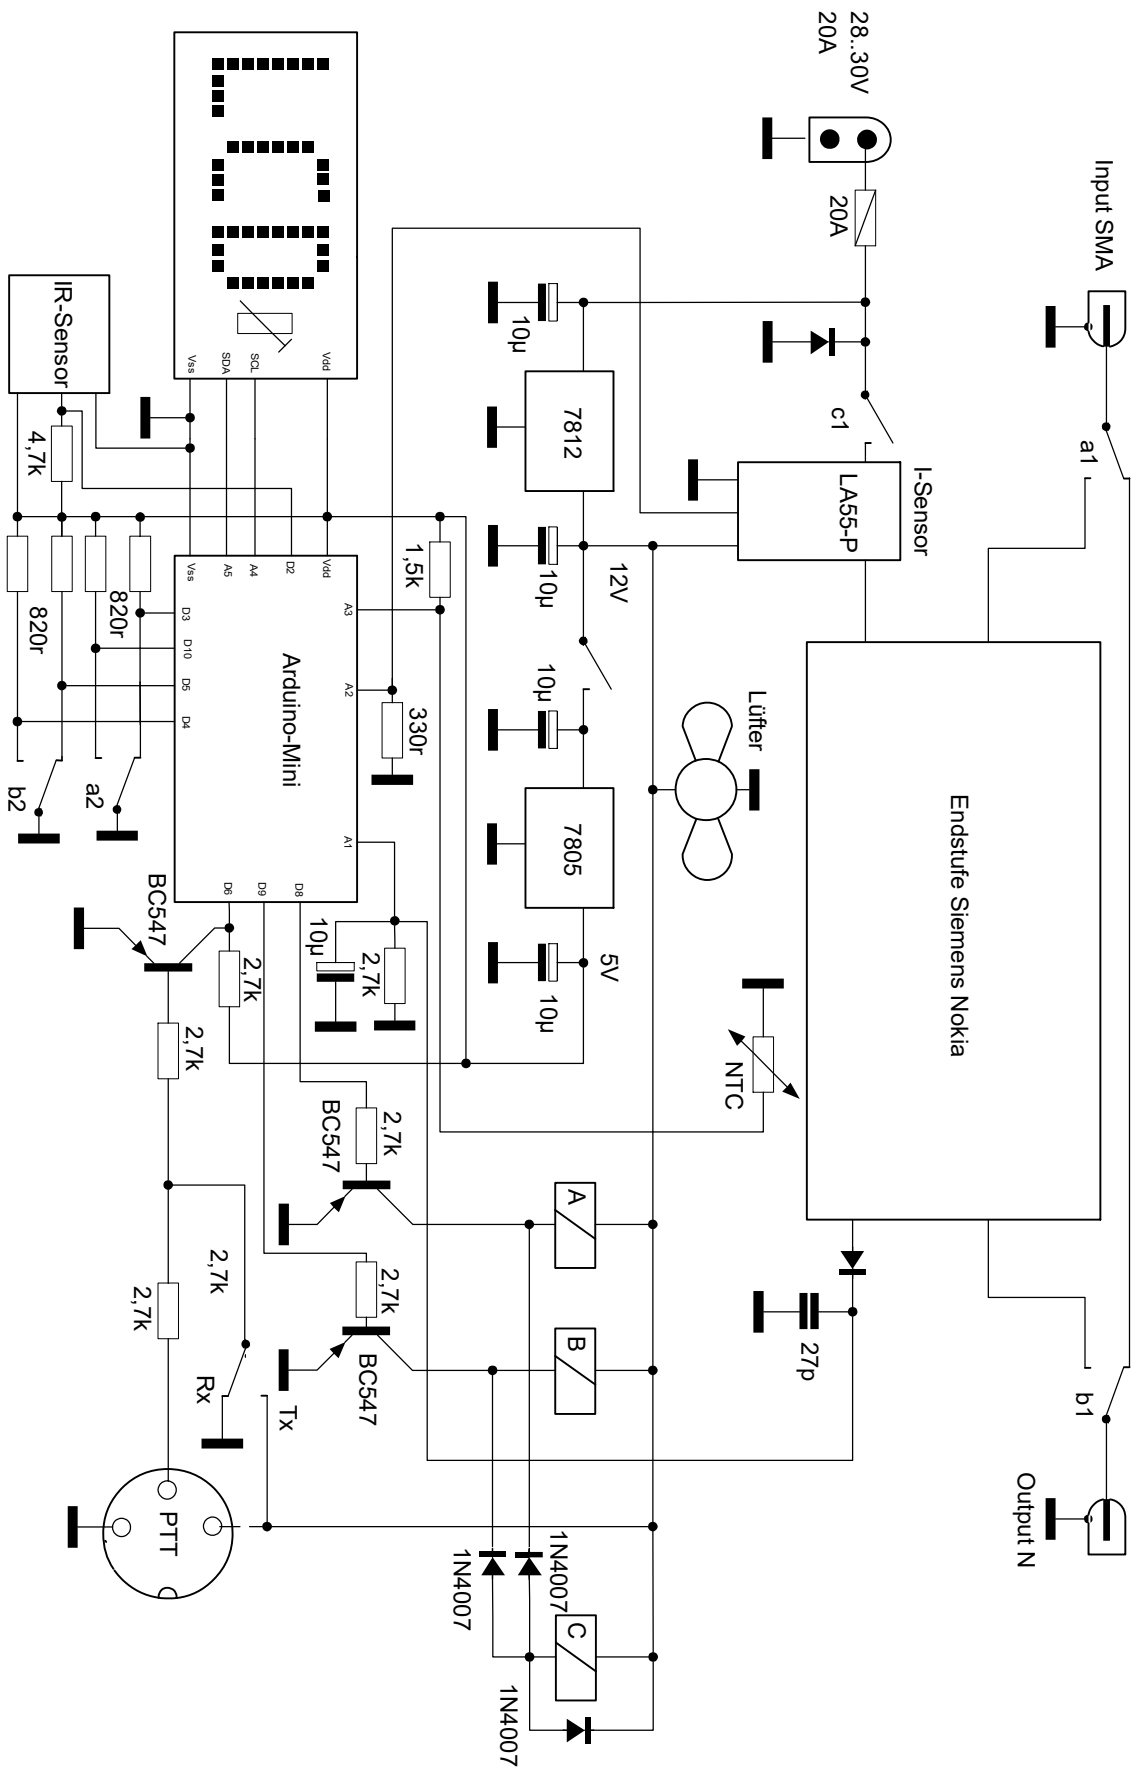 Input SMA
a1
b1
Output N
28..30V
20A
20A
c1
I-Sensor
LA55-P
Endstufe Siemens Nokia
27p
Lüfter
NTC
12V
5V
7812
7805
10µ
10µ
10µ
10µ
A
B
C
1N4007
1N4007
1N4007
1,5k
330r
2,7k
10µ
2,7k
2,7k
BC547
BC547
LCD
Vdd
SCL
SDA
Vss
Vdd
D2
A4
A5
Vss
A3
A2
A1
Arduino-Mini
D8
D9
D6
D3
D10
D5
D4
2,7k
2,7k
2,7k
2,7k
BC547
Tx
Rx
PTT
IR-Sensor
4,7k
820r
820r
a2
b2